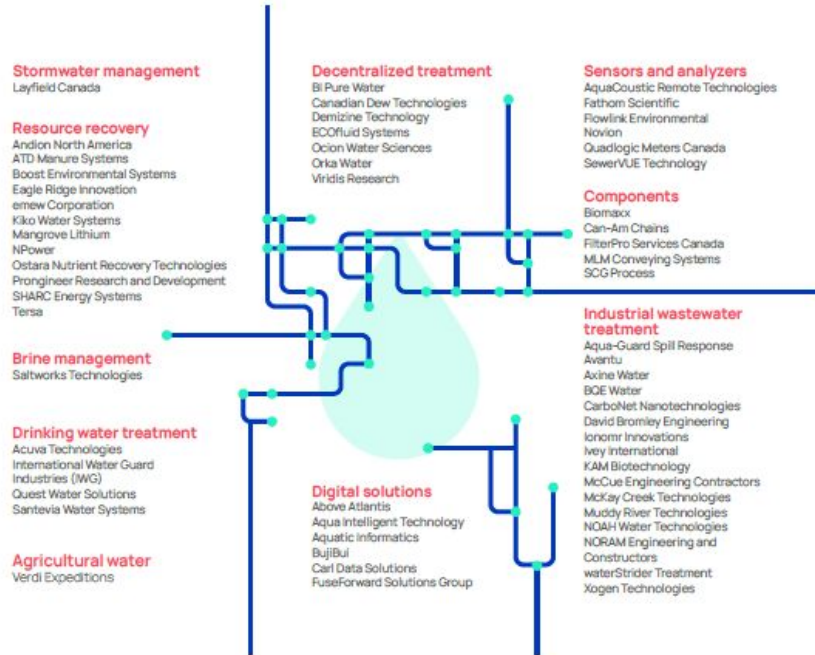 Stormwater management
Layfield Canada
Resource recovery
Andion North America
ATD Manure Systems
Boost Environmental Systems
Eagle Ridge Innovation
emew Corporation
Kiko Water Systems
Mangrove Lithium
NPower
Ostara Nutrient Recovery Technologies
Prongineer Research and Development
SHARC Energy Systems
Tersa
Brine management
Saltworks Technologies
Drinking water treatment
Acuva Technologies
International Water Guard
Industries (IWG)
Quest Water Solutions
Santevia Water Systems
Agricultural water
Verdi Expeditions
Decentralized treatment
BI Pure Water
Canadian Dew Technologies
Demizine Technology
ECOfluid Systems
Ocion Water Sciences
Orka Water
Viridis Research
Digital solutions
Above Atlantis
Aqua Intelligent Technology
Aquatic Informatics
BujiBui
Carl Data Solutions
FuseForward Solutions Group
Sensors and analyzers
AquaCoustic Remote Technologies
Fathom Scientific
Flowlink Environmental
Novion
Quadlogic Meters Canada
SewerVUE Technology
Components
Biomaxx
Can-Am Chains
FilterPro Services Canada
MLM Conveying Systems
SCG Process
Industrial wastewater
treatment
Aqua-Guard Spill Response
Avantu
Axine Water
BQE Water
CarboNet Nanotechnologies
David Bromley Engineering
Ionomr Innovations
Ivey International
KAM Biotechnology
McCue Engineering Contractors
McKay Creek Technologies
Muddy River Technologies
NOAH Water Technologies
NORAM Engineering and
Constructors
waterStrider Treatment
Xogen Technologies